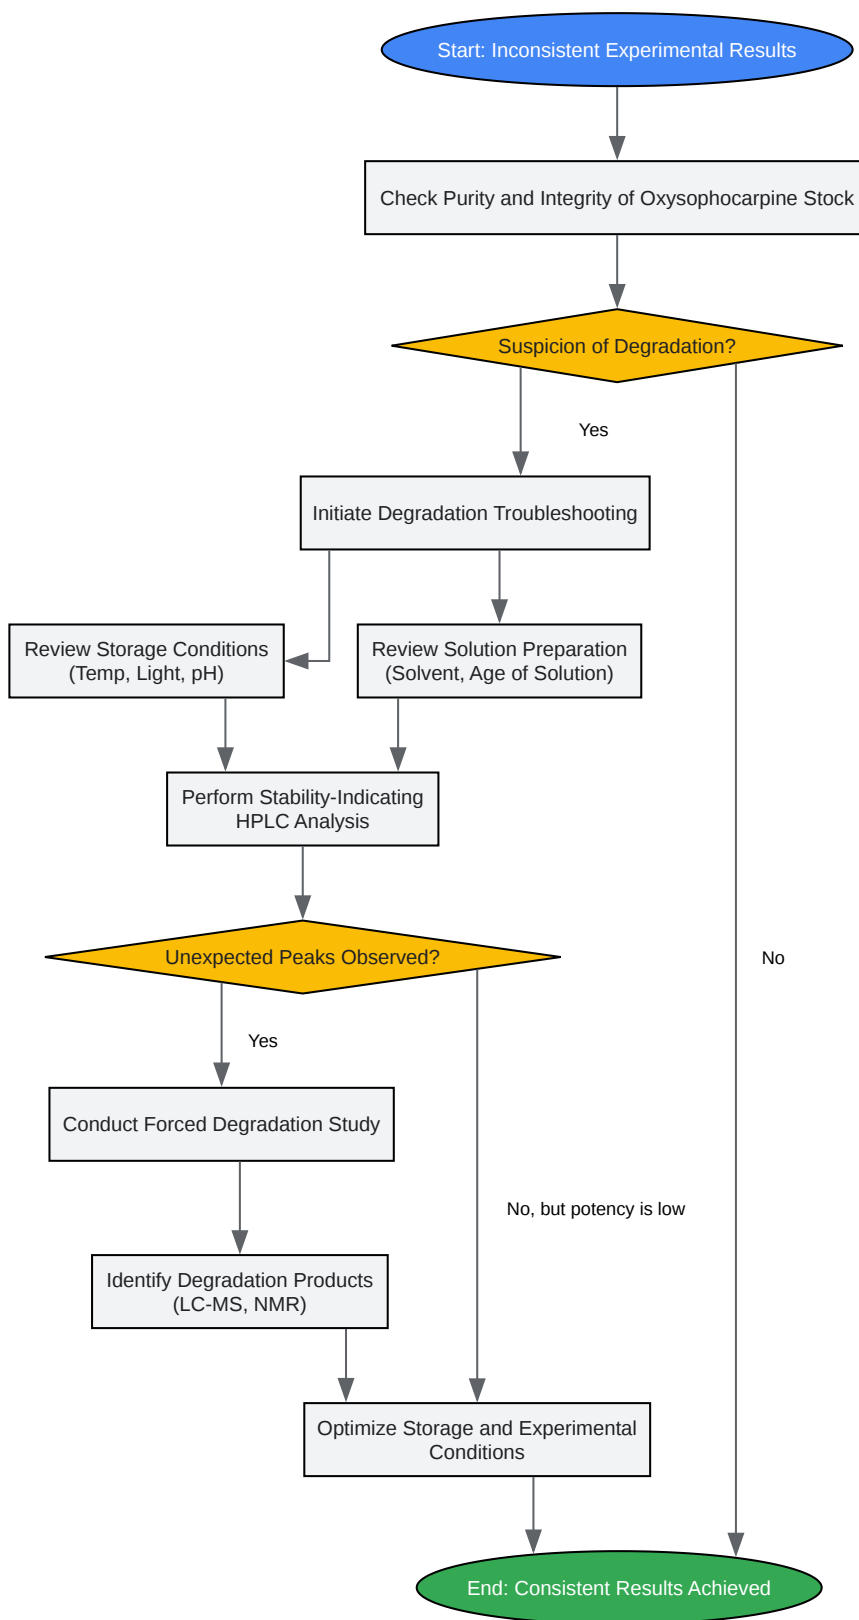 Start: Inconsistent Experimental Results
Check Purity and Integrity of Oxysophocarpine Stock
Suspicion of Degradation?
Yes
Initiate Degradation Troubleshooting
Review Storage Conditions
(Temp, Light, pH)
Review Solution Preparation
(Solvent, Age of Solution)
Perform Stability-Indicating
HPLC Analysis
Unexpected Peaks Observed?
No
Yes
Conduct Forced Degradation Study
No, but potency is low
Identify Degradation Products
(LC-MS, NMR)
Optimize Storage and Experimental
Conditions
End: Consistent Results Achieved